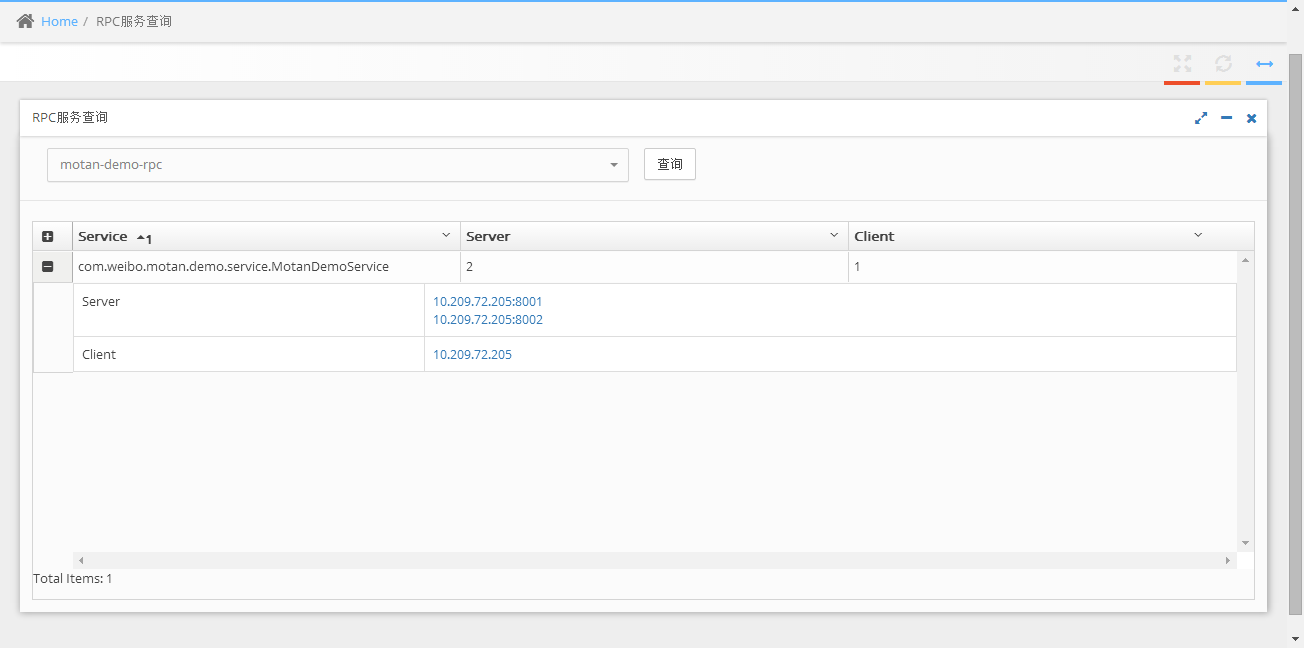 Home / RPC服务查询
RPC服务查询
motan-demo-rpc 查询
Service 1 Server Client
com.weibo.motan.demo.service.MotanDemoService 2 1
Server 10.209.72.205:8001
10.209.72.205:8002
Client 10.209.72.205
Total Items: 1